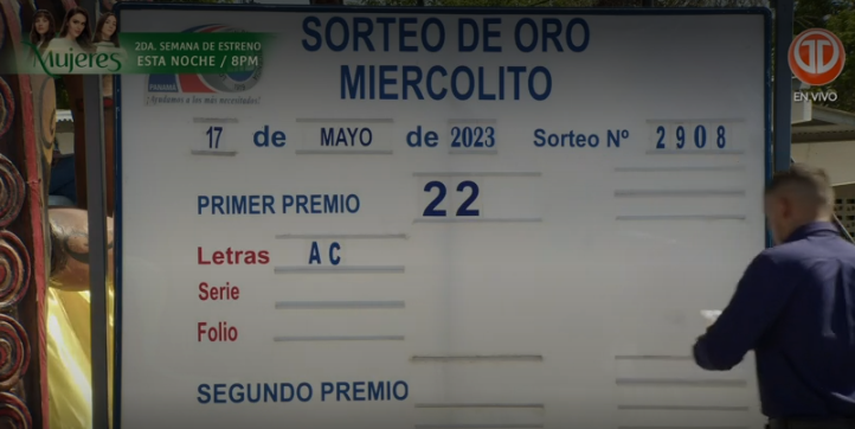 SORTEO DE ORO
MIERCOLITO
Mujeres
2DA. SEMANA DE ESTRENO
ESTA NOCHE / 8PM
EN VIVO
PANAMÁ
¡Ayudamos a los más necesitados!
17 de MAYO de 2023 Sorteo Nº 2908
PRIMER PREMIO 22
Letras AC
Serie
Folio
SEGUNDO PREMIO